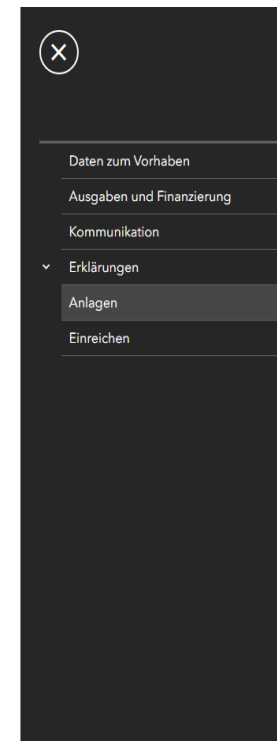 Daten zum Vorhaben
Ausgaben und Finanzierung
Kommunikation
Erklärungen
Anlagen
Einreichen